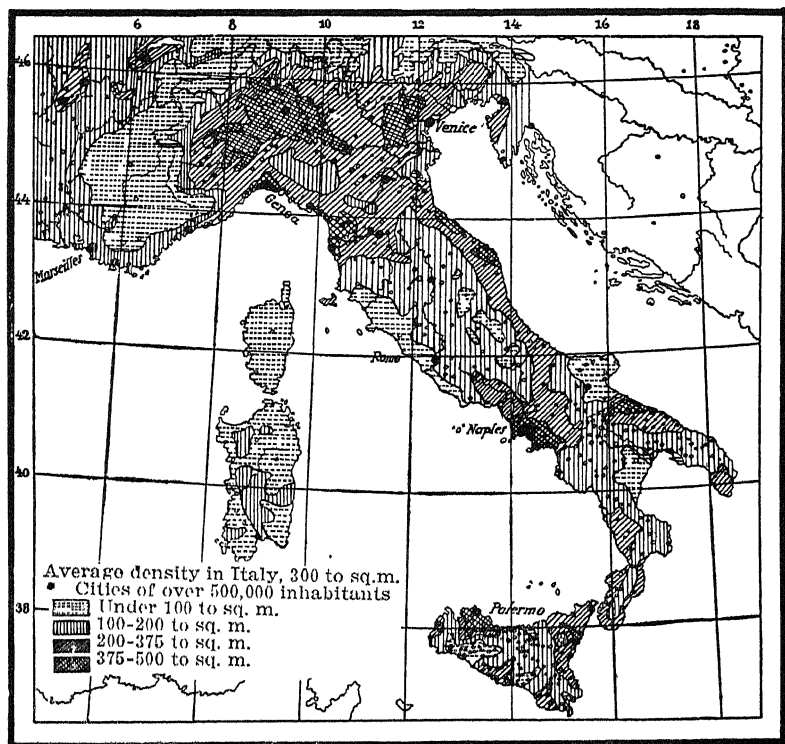 6 8 10 12 14 16 18
46
Venice
44
Genoa
Marseilles
42
Rome
Naples
40
Average density in Italy, 300 to sq.m.
Cities of over 500,000 inhabitants
38
Palermo
Under 100 to sq. m.
100-200 to sq. m.
200-375 to sq. m.
375-500 to sq. m.